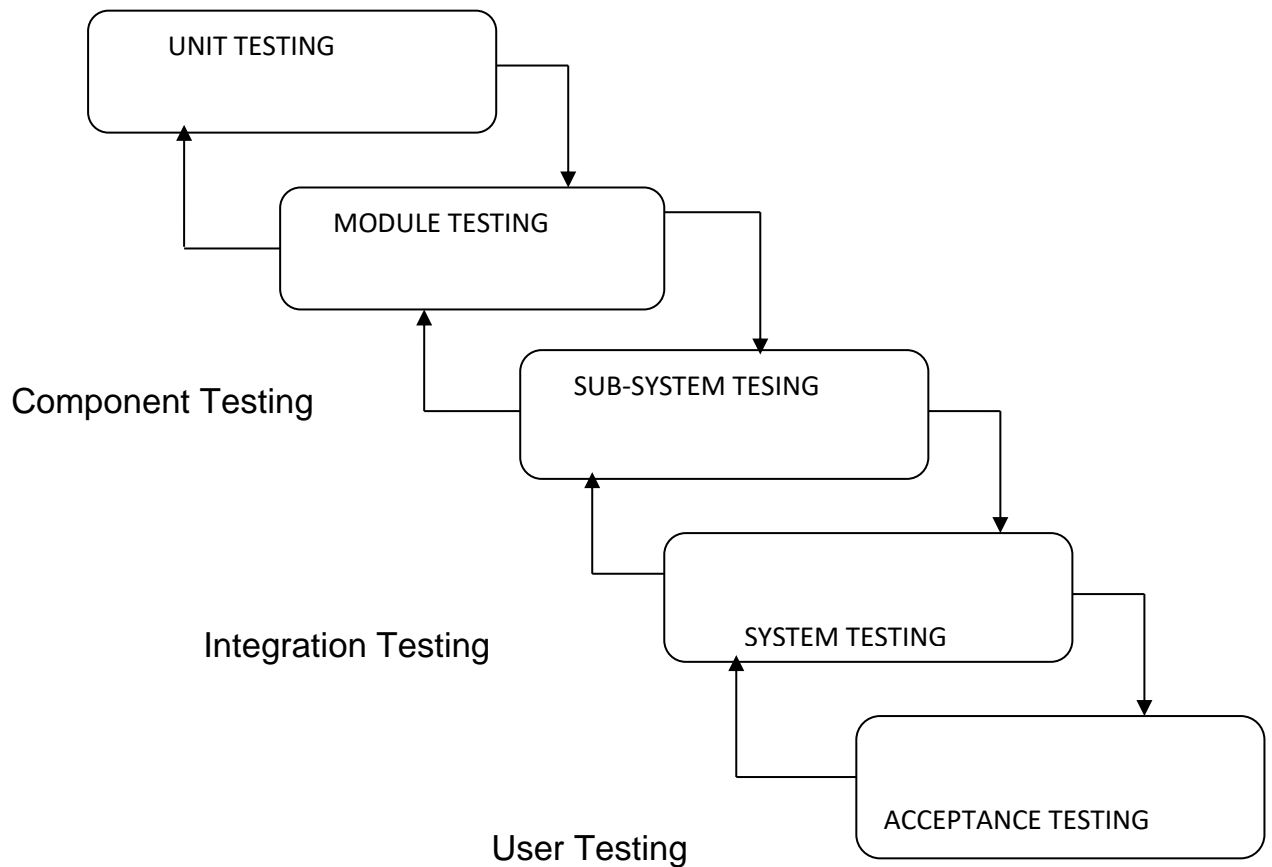 UNIT TESTING
MODULE TESTING
SUB-SYSTEM TESING
Component Testing
SYSTEM TESTING
Integration Testing
ACCEPTANCE TESTING
User Testing